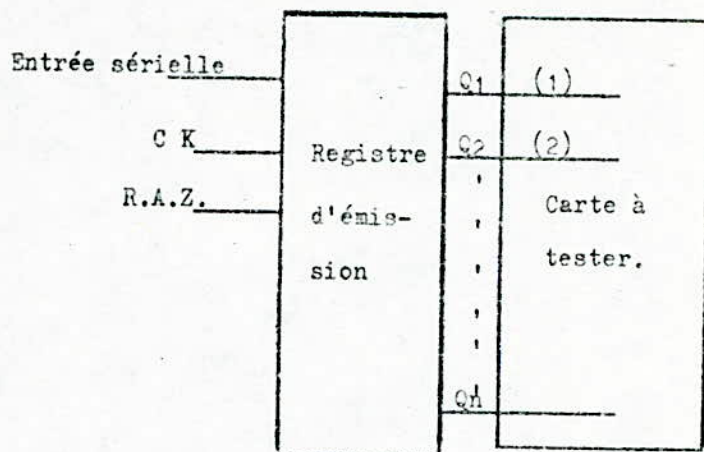 Entrée sérielle
Q1 (1)
C K
Registre
Q2 (2)
R.A.Z.
d'émis-
sion
Carte à
tester.
Qn